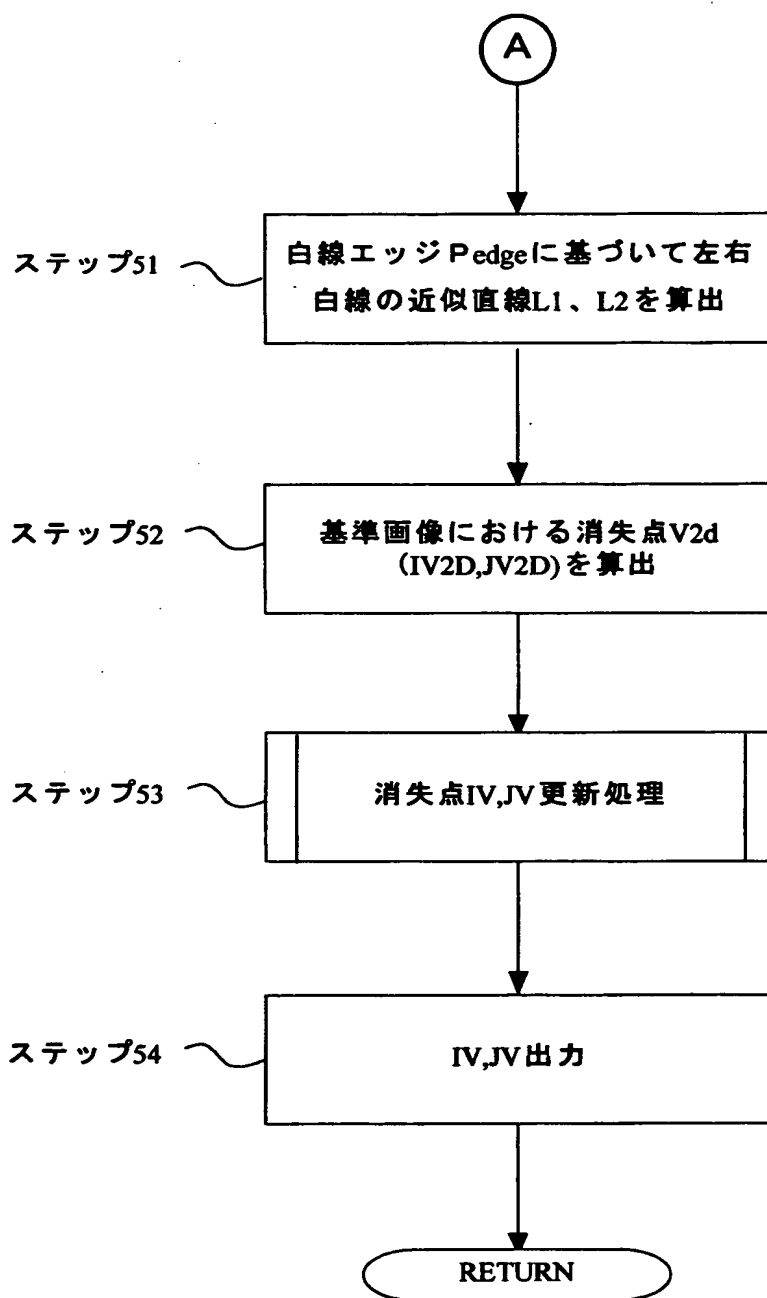 A
ステップ51
白線エッジPedgeに基づいて左右
白線の近似直線L1、L2を算出
ステップ52
基準画像における消失点V2d
(IV2D,JV2D)を算出
ステップ53
消失点IV,JV更新処理
ステップ54
IV,JV出力
RETURN